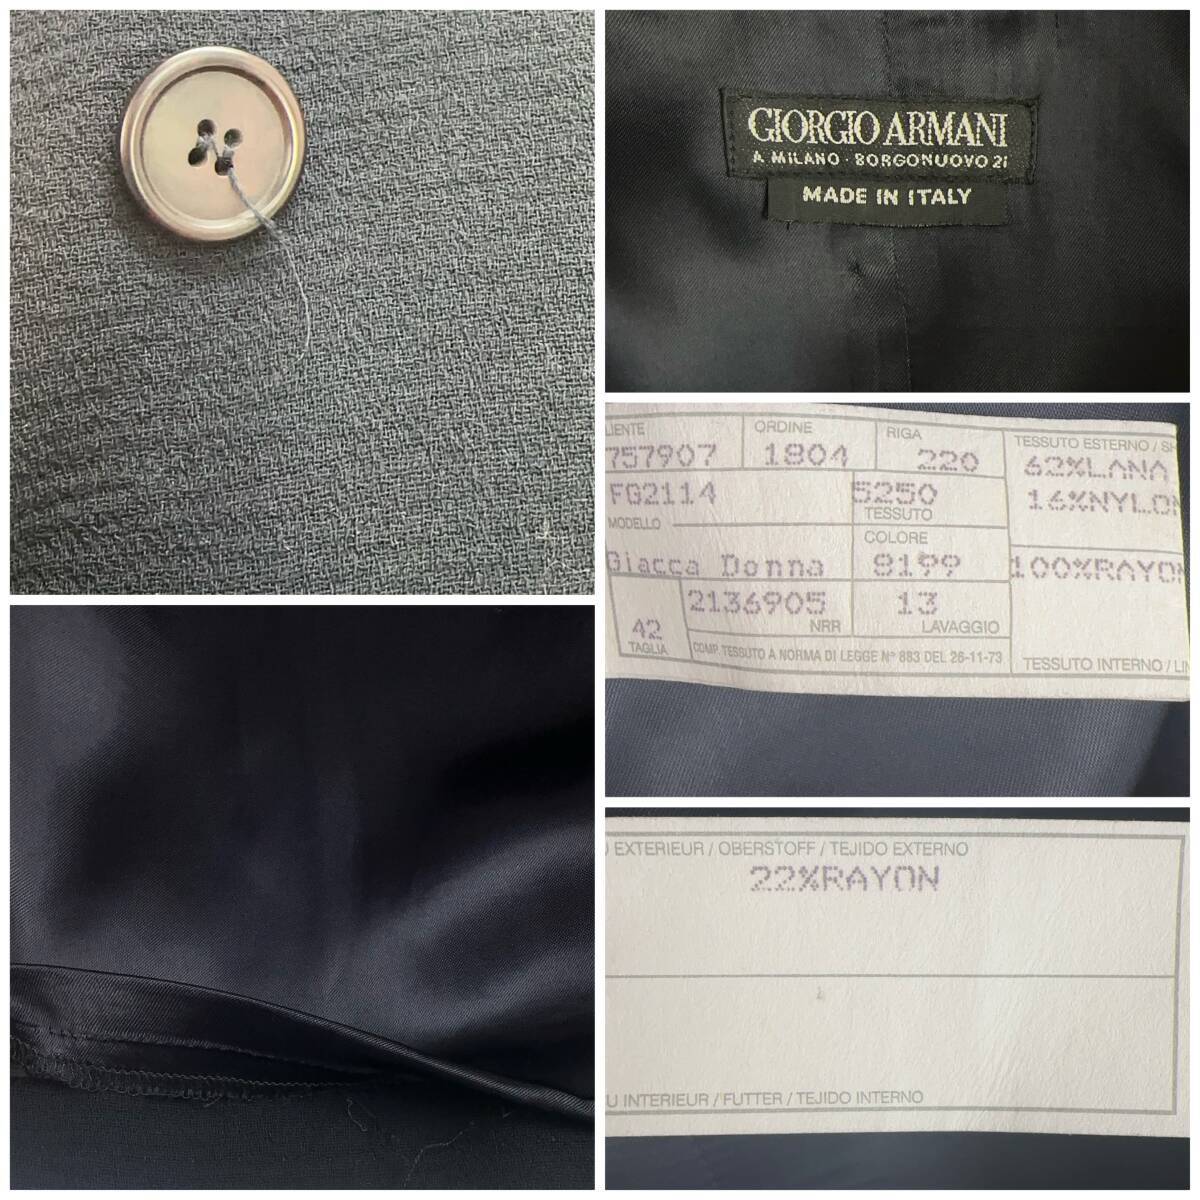 GIORGIO ARMANI
A MILANO · BORGONUOVO 21
MADE IN ITALY
LIENTE
757907
ORDINE
1804
RIGA
220
TESSUTO ESTERNO / SH
62%LANA
16%NYLON
FG2114
MODELLO
5250
TESSUTO
Giacca Donna
COLORE
8199
100%RAYON
42
TAGLIA
2136905
NRR
13
LAVAGGIO
COMP. TESSUTO A NORMA DI LEGGE N° 883 DEL 26-11-73
TESSUTO INTERNO / LIN
EXTERIEUR / OBERSTOFF / TEJIDO EXTERNO
22%RAYON
U INTERIEUR / FUTTER / TEJIDO INTERNO